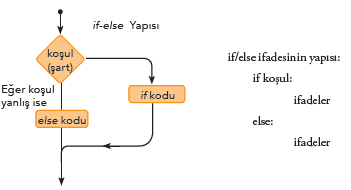 if-else Yapısı
koşul
(şart)
Eğer koşul
yanlış ise
if kodu
else kodu
if/else ifadesinin yapısı:
if koşul:
ifadeler
else:
ifadeler